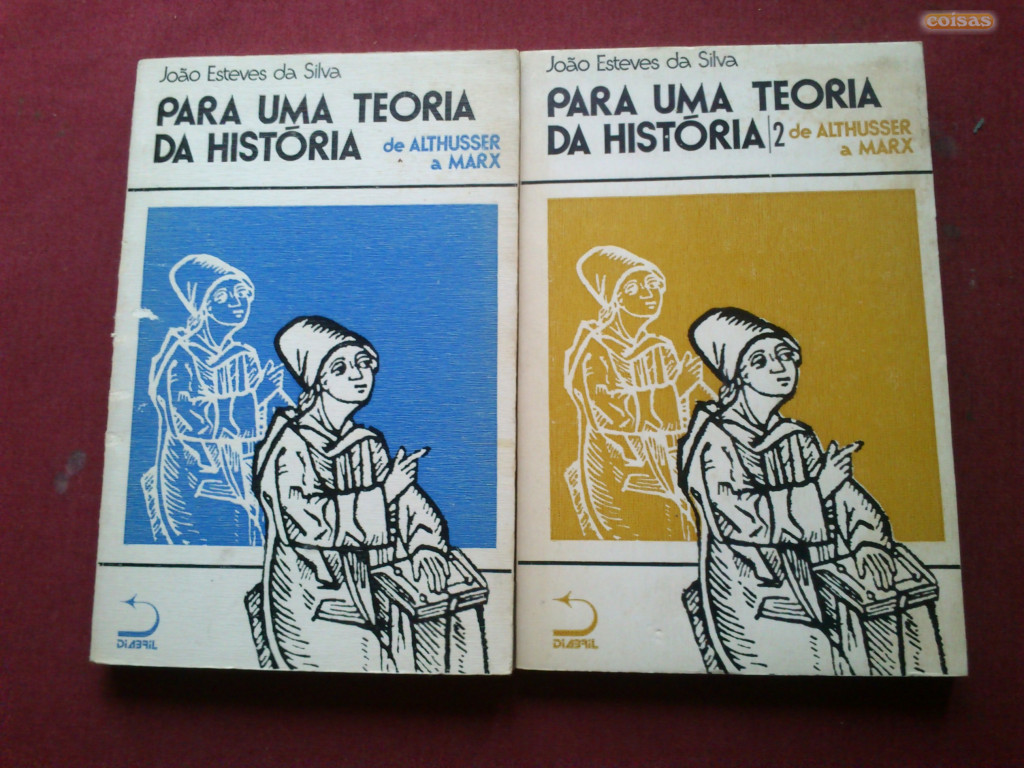 coisas
João Esteves da Silva
PARA UMA TEORIA
DA HISTÓRIA de ALTHUSSER
a MARX
DIABRIL
João Esteves da Silva
PARA UMA TEORIA
DA HISTÓRIA|2 de ALTHUSSER
a MARX
DIABRIL